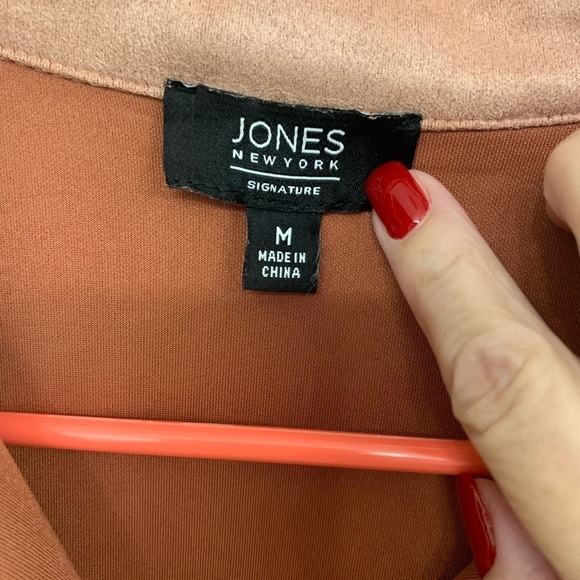 JONES
NEW YORK
SIGNATURE
M
MADE IN
CHINA